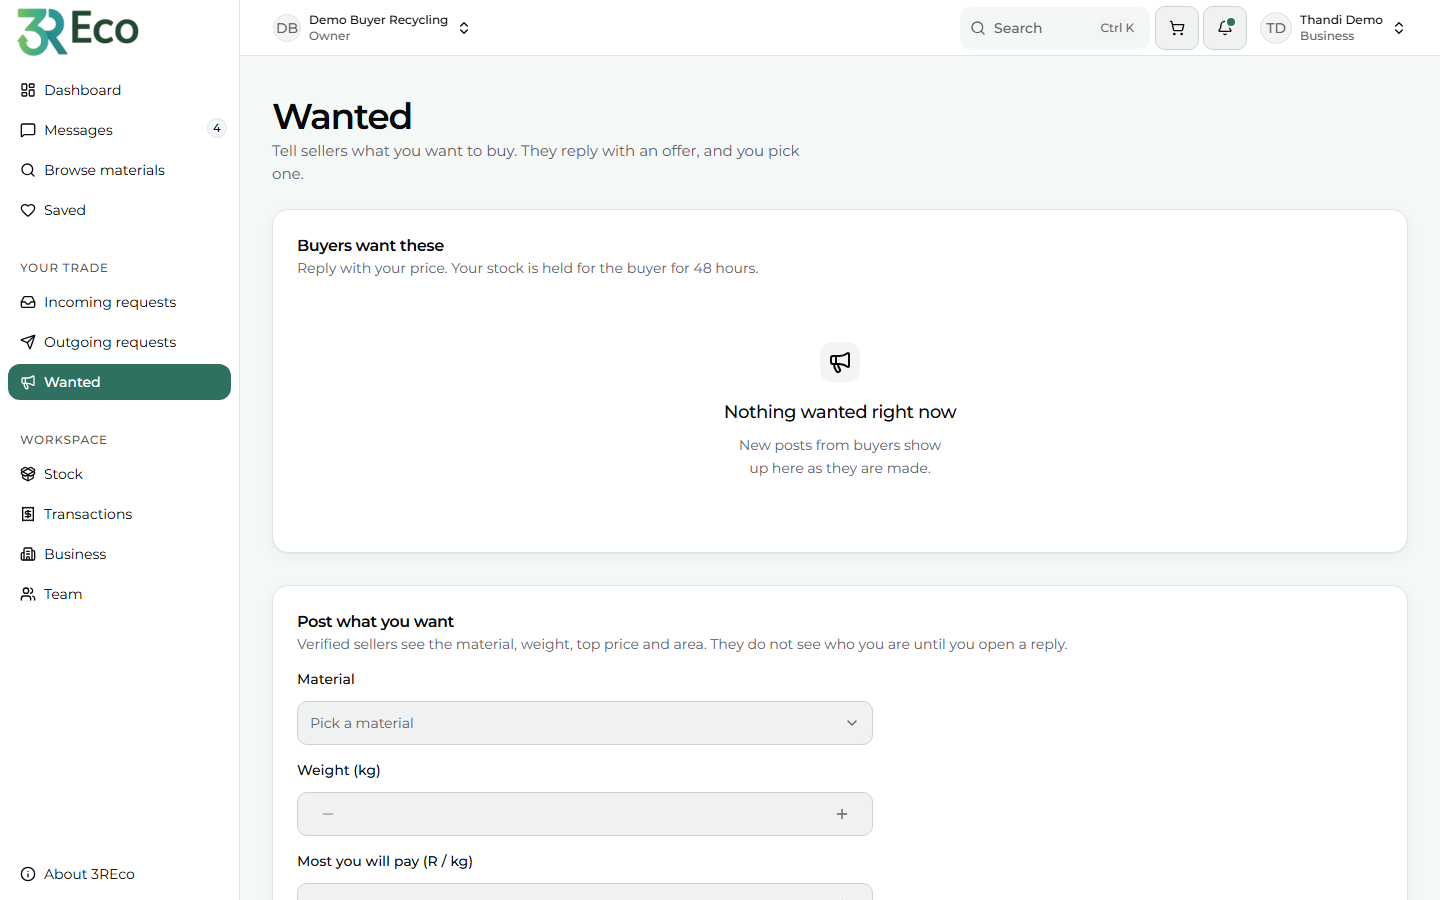 3R Eco
Dashboard
Messages
4
Browse materials
Saved
YOUR TRADE
Incoming requests
Outgoing requests
Wanted
WORKSPACE
Stock
Transactions
Business
Team
About 3REco
DB
Demo Buyer Recycling
Owner
Search
Ctrl K
TD
Thandi Demo
Business
Wanted
Tell sellers what you want to buy. They reply with an offer, and you pick
one.
Buyers want these
Reply with your price. Your stock is held for the buyer for 48 hours.
Nothing wanted right now
New posts from buyers show
up here as they are made.
Post what you want
Verified sellers see the material, weight, top price and area. They do not see who you are until you open a reply.
Material
Pick a material
Weight (kg)
Most you will pay (R / kg)